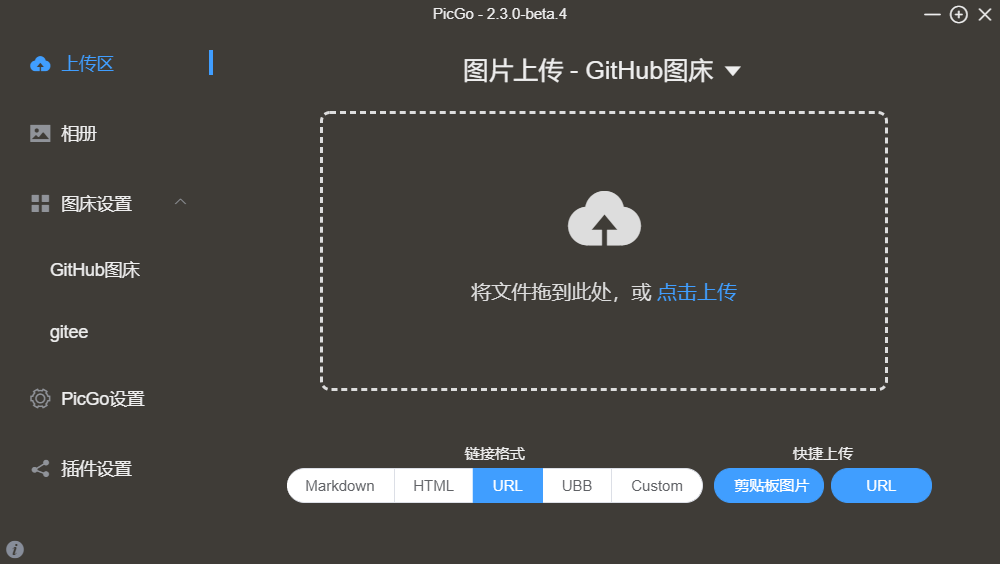 PicGo - 2.3.0-beta.4
上传区
相册
图床设置
GitHub图床
gitee
PicGo设置
插件设置
图片上传 - GitHub图床
将文件拖到此处，或 点击上传
链接格式
Markdown HTML URL UBB Custom
快捷上传
剪贴板图片 URL